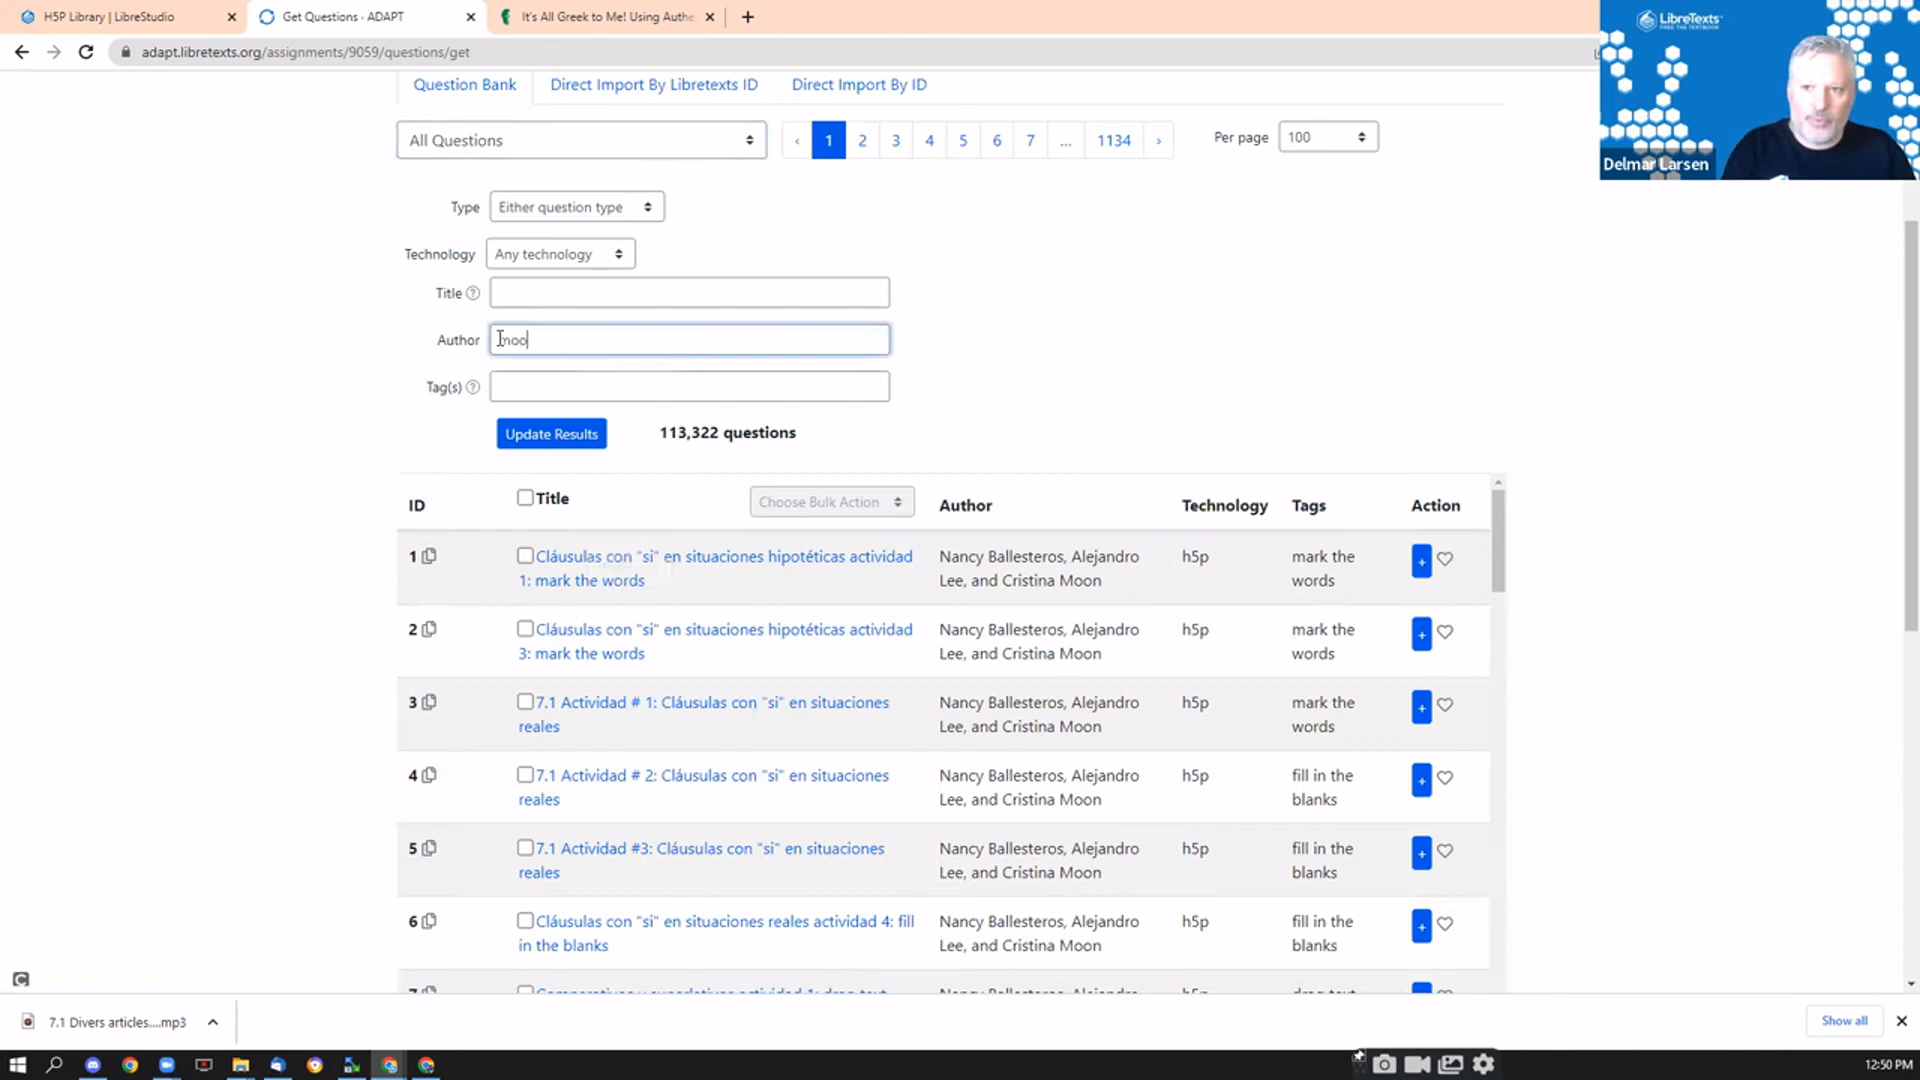 H5P Library | LibreStudio
Get Questions - ADAPT
It's All Greek to Me! Using Authe
adapt.libretexts.org/assignments/9059/questions/get
LibreTexts
FREE THE TEXTBOOK
Delmar Larsen
Question Bank
Direct Import By Libretexts ID
Direct Import By ID
All Questions
‹ 1 2 3 4 5 6 7 ... 1134 ›
Per page 100
Type Either question type
Technology Any technology
Title
Author moo
Tag(s)
Update Results 113,322 questions
ID Title Choose Bulk Action Author Technology Tags Action
1 Cláusulas con "si" en situaciones hipotéticas actividad
1: mark the words
Nancy Ballesteros, Alejandro
Lee, and Cristina Moon
h5p
mark the
words
+
2 Cláusulas con "si" en situaciones hipotéticas actividad
3: mark the words
Nancy Ballesteros, Alejandro
Lee, and Cristina Moon
h5p
mark the
words
+
3 7.1 Actividad # 1: Cláusulas con "si" en situaciones
reales
Nancy Ballesteros, Alejandro
Lee, and Cristina Moon
h5p
mark the
words
+
4 7.1 Actividad # 2: Cláusulas con "si" en situaciones
reales
Nancy Ballesteros, Alejandro
Lee, and Cristina Moon
h5p
fill in the
blanks
+
5 7.1 Actividad #3: Cláusulas con "si" en situaciones
reales
Nancy Ballesteros, Alejandro
Lee, and Cristina Moon
h5p
fill in the
blanks
+
6 Cláusulas con "si" en situaciones reales actividad 4: fill
in the blanks
Nancy Ballesteros, Alejandro
Lee, and Cristina Moon
h5p
fill in the
blanks
+
7.1 Divers articles....mp3
Show all
12:50 PM